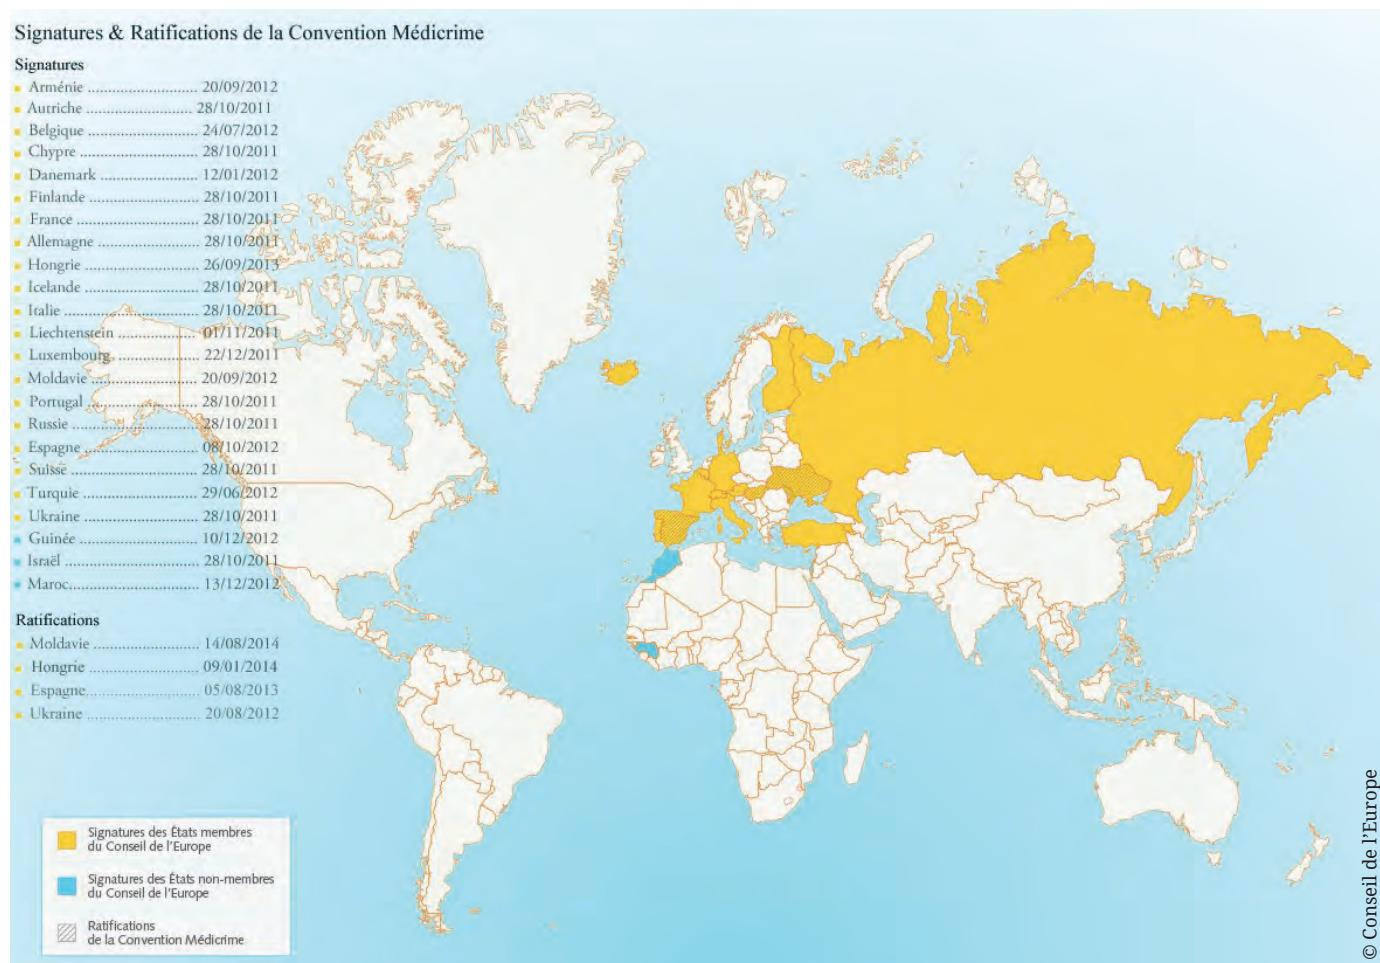 Signatures & Ratifications de la Convention Médicrime
Signatures
Arménie ........................... 20/09/2012
Autriche .......................... 28/10/2011
Belgique ........................... 24/07/2012
Chypre ............................. 28/10/2011
Danemark ........................ 12/01/2012
Finlande ........................... 28/10/2011
France .............................. 28/10/2011
Allemagne ......................... 28/10/2011
Hongrie ............................ 26/09/2013
Icelande ............................ 28/10/2011
Italie ................................. 28/10/2011
Liechtenstein .................... 01/11/2011
Luxembourg..................... 22/12/2011
Moldavie .......................... 20/09/2012
Portugal ........................... 28/10/2011
Russie ............................... 28/10/2011
Espagne ............................ 08/10/2012
Suisse ............................... 28/10/2011
Turquie ............................ 29/06/2012
Ukraine ............................ 28/10/2011
Guinée .............................. 10/12/2012
Israël ................................. 28/10/2011
Maroc................................ 13/12/2012
Ratifications
Moldavie ........................... 14/08/2014
Hongrie ........................... 09/01/2014
Espagne............................ 05/08/2013
Ukraine ............................ 20/08/2012
Signatures des États membres
du Conseil de l'Europe
Signatures des États non-membres
du Conseil de l'Europe
Ratifications
de la Convention Médicrime
© Conseil de l'Europe